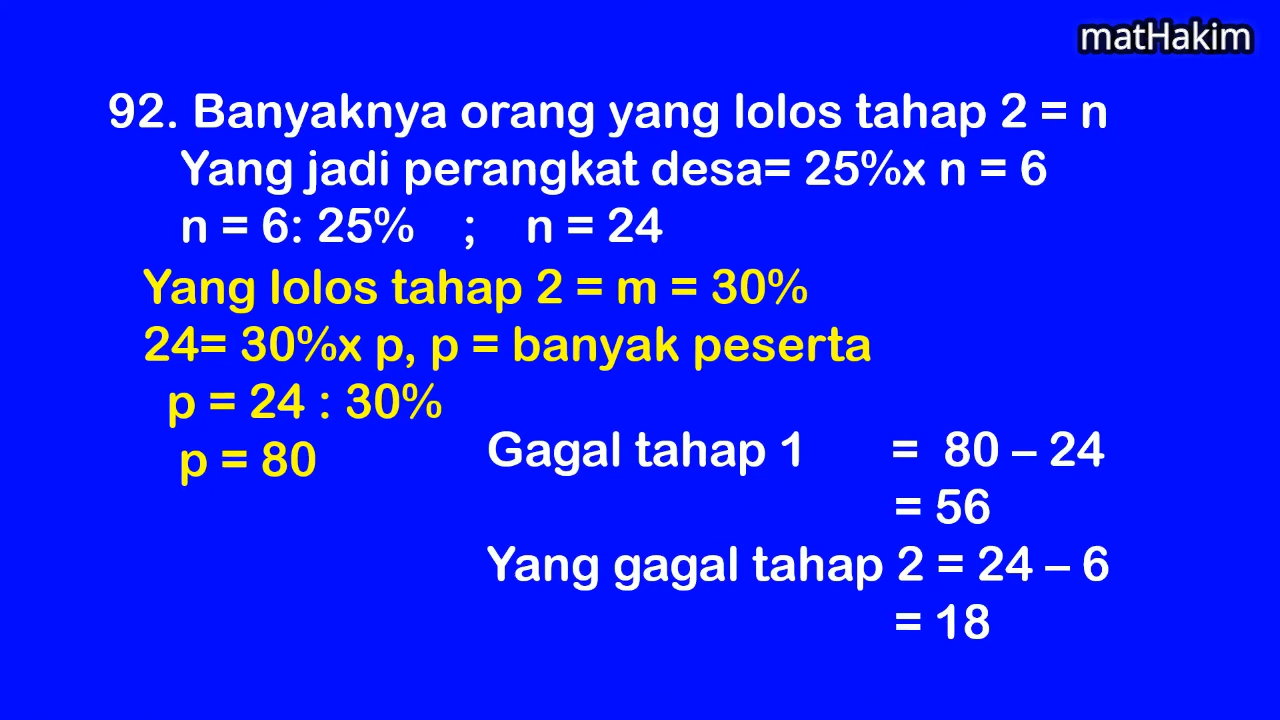 matHakim
92. Banyaknya orang yang lolos tahap 2 = n
Yang jadi perangkat desa= 25%x n = 6
n = 6: 25% ; n = 24
Yang lolos tahap 2 = m = 30%
24= 30%x p, p = banyak peserta
p = 24 : 30%
p = 80
Gagal tahap 1 = 80 – 24
= 56
Yang gagal tahap 2 = 24 – 6
= 18